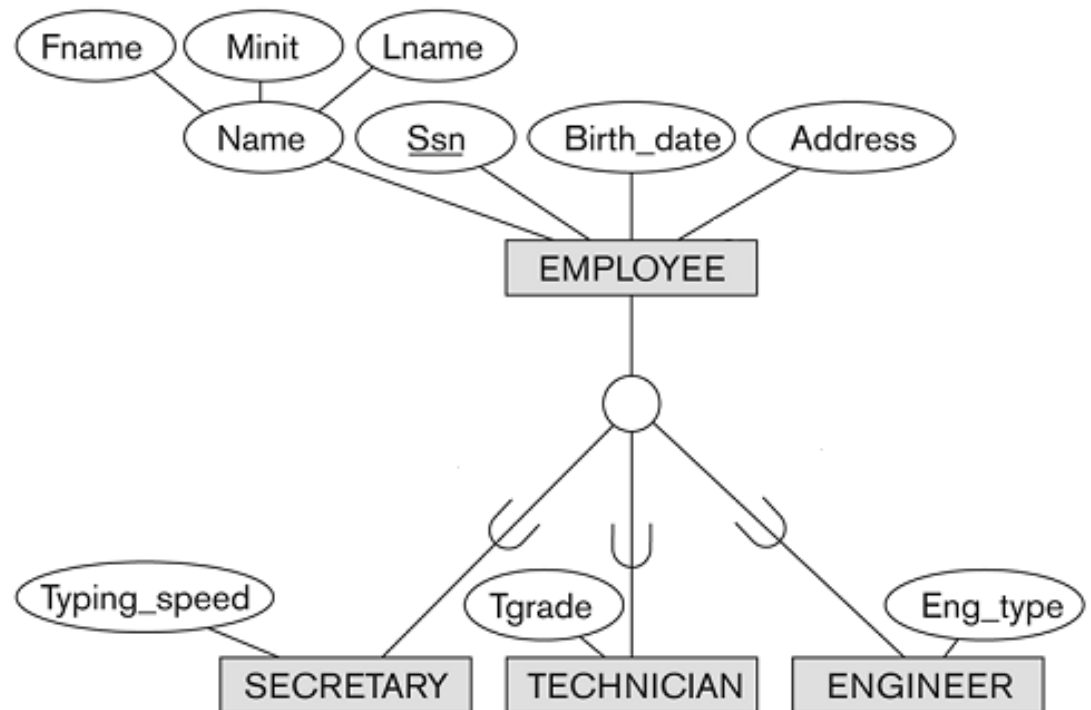 Fname
Minit
Lname
Name
Ssn
Birth_date
Address
EMPLOYEE
Typing_speed
Tgrade
Eng_type
SECRETARY
TECHNICIAN
ENGINEER